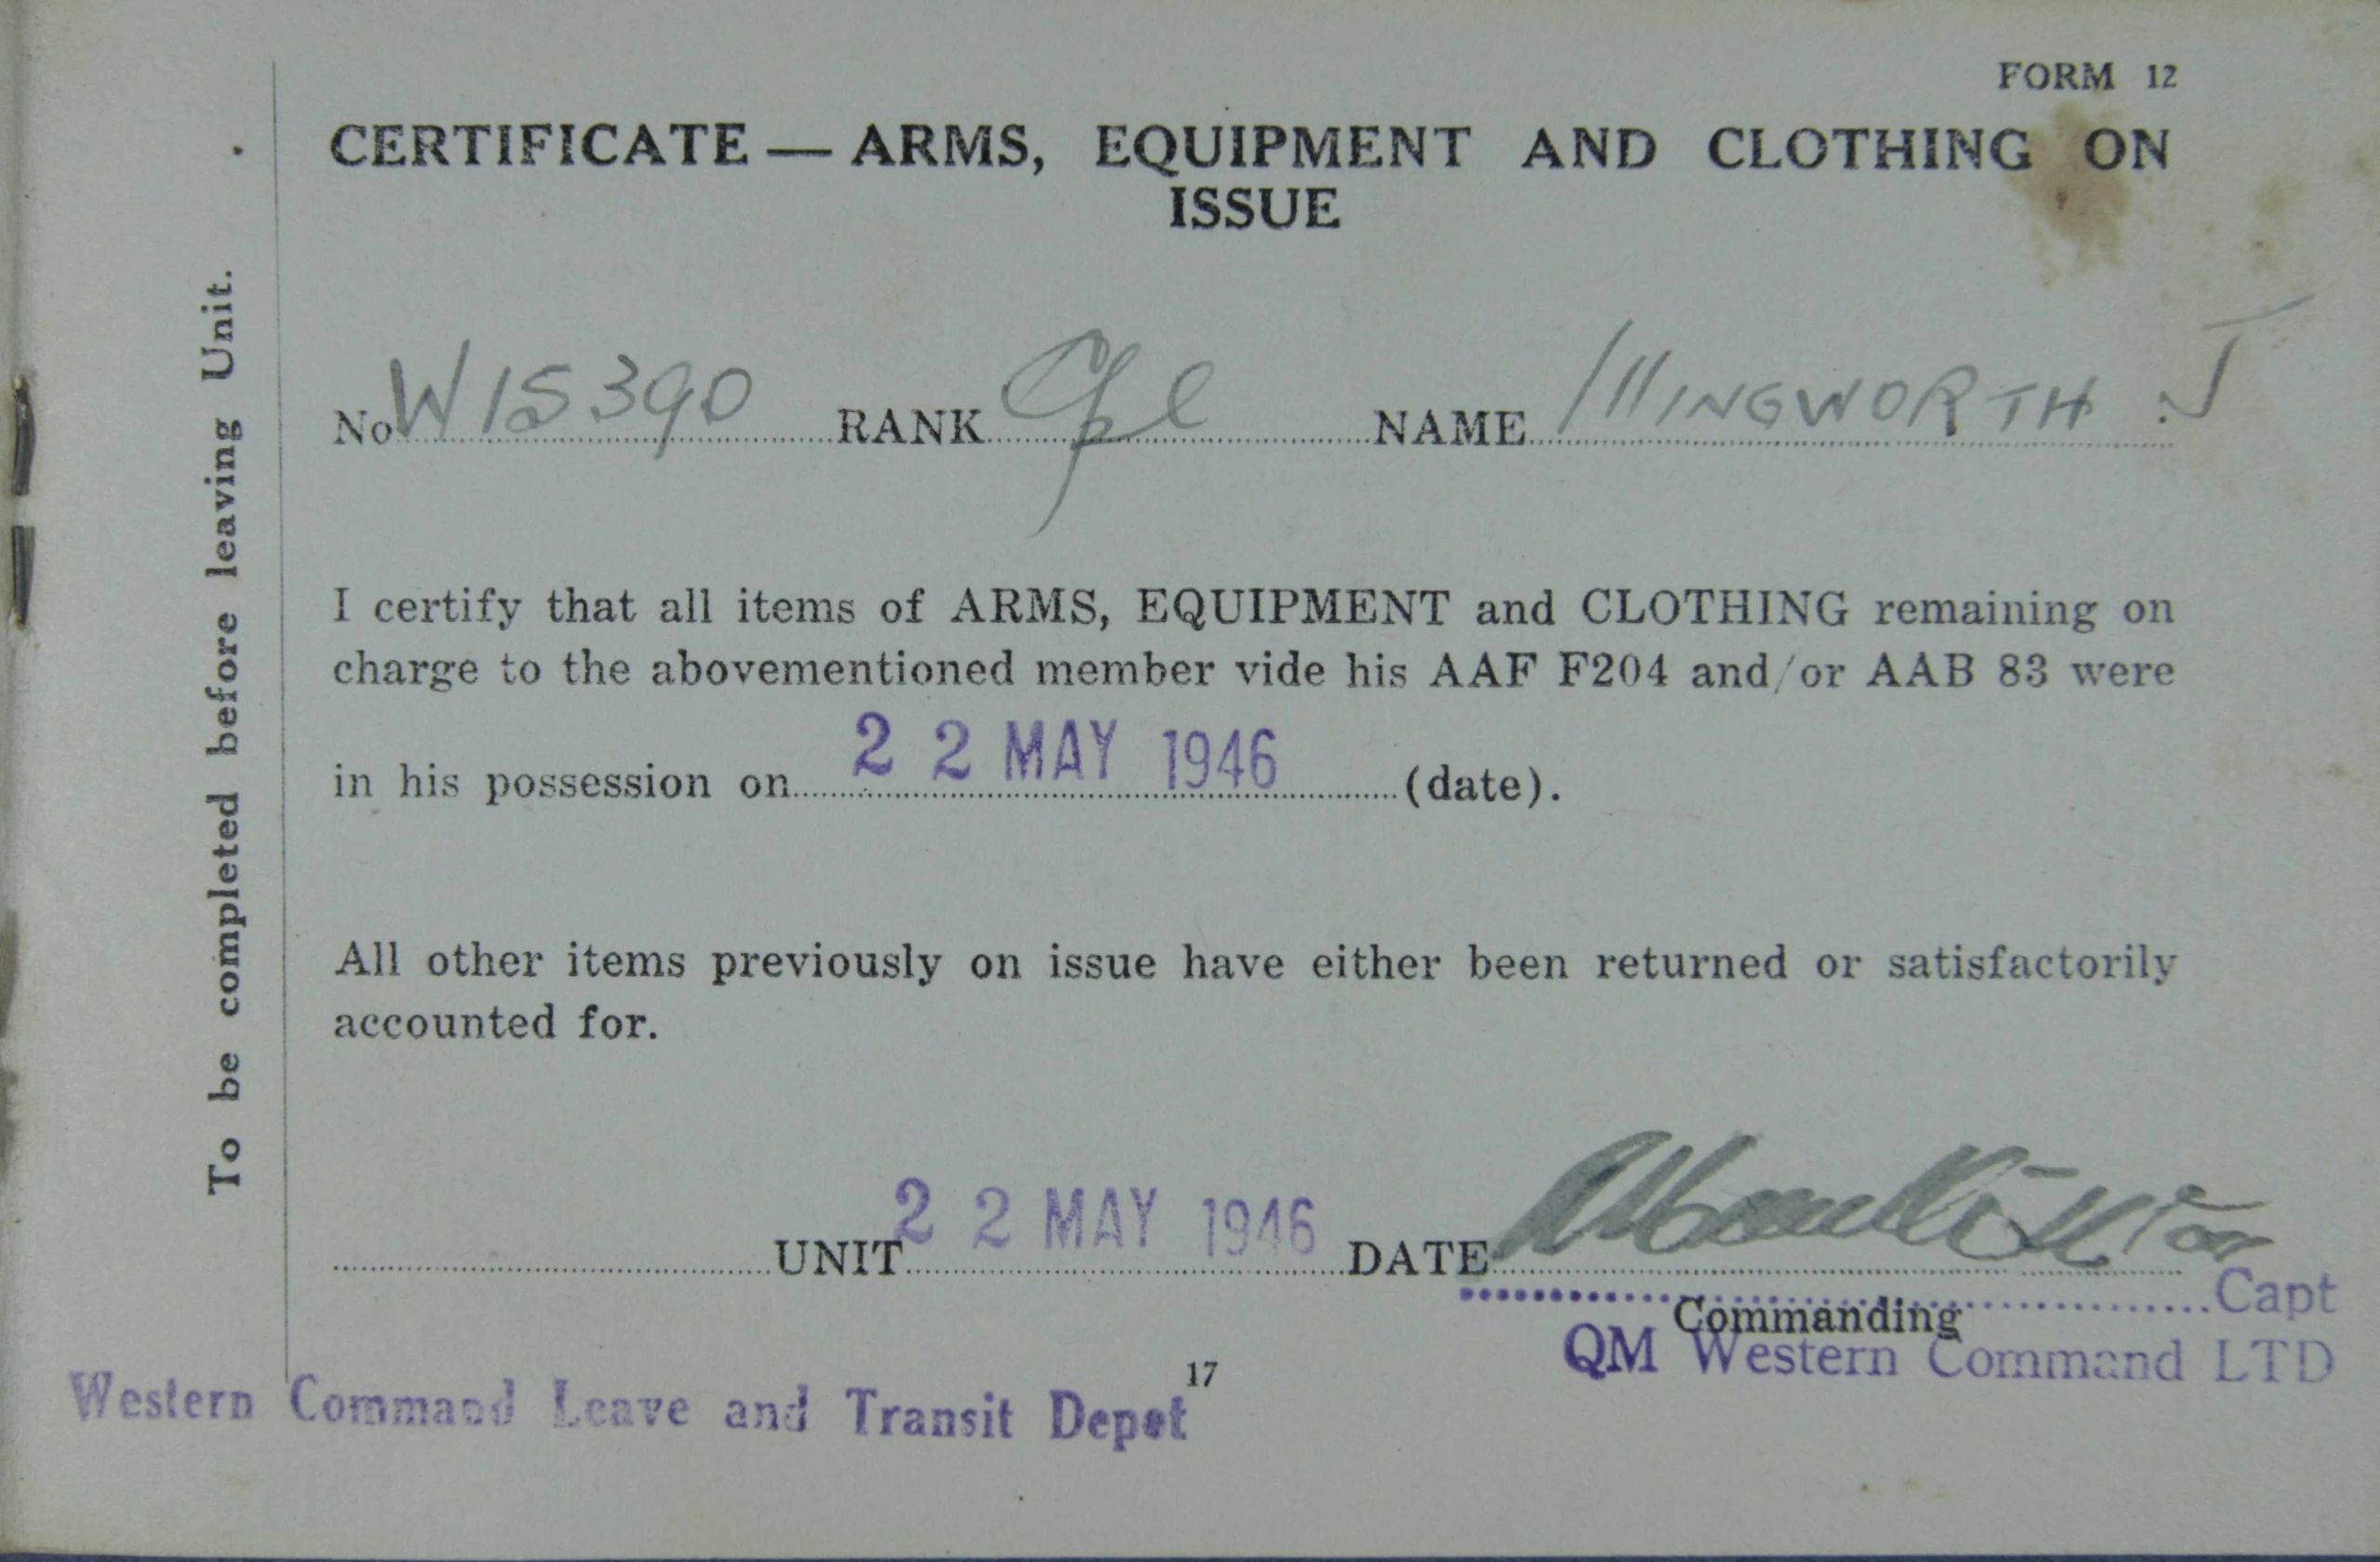 FORM 12
CERTIFICATE — ARMS, EQUIPMENT AND CLOTHING ON
ISSUE
To be completed before leaving Unit.
No W15390 RANK Cpl NAME IllINGWORTH J
I certify that all items of ARMS, EQUIPMENT and CLOTHING remaining on
charge to the abovementioned member vide his AAF F204 and/or AAB 83 were
in his possession on 22 MAY 1946 (date).
All other items previously on issue have either been returned or satisfactorily
accounted for.
UNIT 22 MAY 1946 DATE
Capt
Commanding
QM Western Command LTD
17
Western Command Leave and Transit Depot